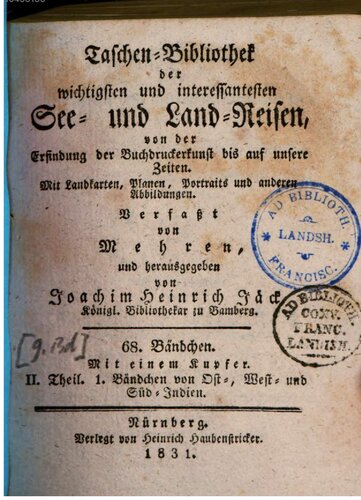 Taschen-Bibliothek
der
wichtigsten und interessantesten
See- und Land-Reisen,
von der
Erfindung der Buchdruckerkunst bis auf unsere
Zeiten.
Mit Landkarten, Planen, Portraits und anderen
Abbildungen.
Verfaßt
von
Mehren,
und herausgegeben
von
Joachim Heinrich Jäck
Königl. Bibliothekar zu Bamberg.
AD BIBLIOTH.
LANDSH.
FRANCISC.
AD BIBLIOTH
CONV.
FRANC.
LANDISH.
[9. Bd]
68. Bändchen.
Mit einem Kupfer.
II. Theil. 1. Bändchen von Ost-, West- und
Süd-Indien.
Nürnberg.
Verlegt von Heinrich Haubenstricker.
1831.